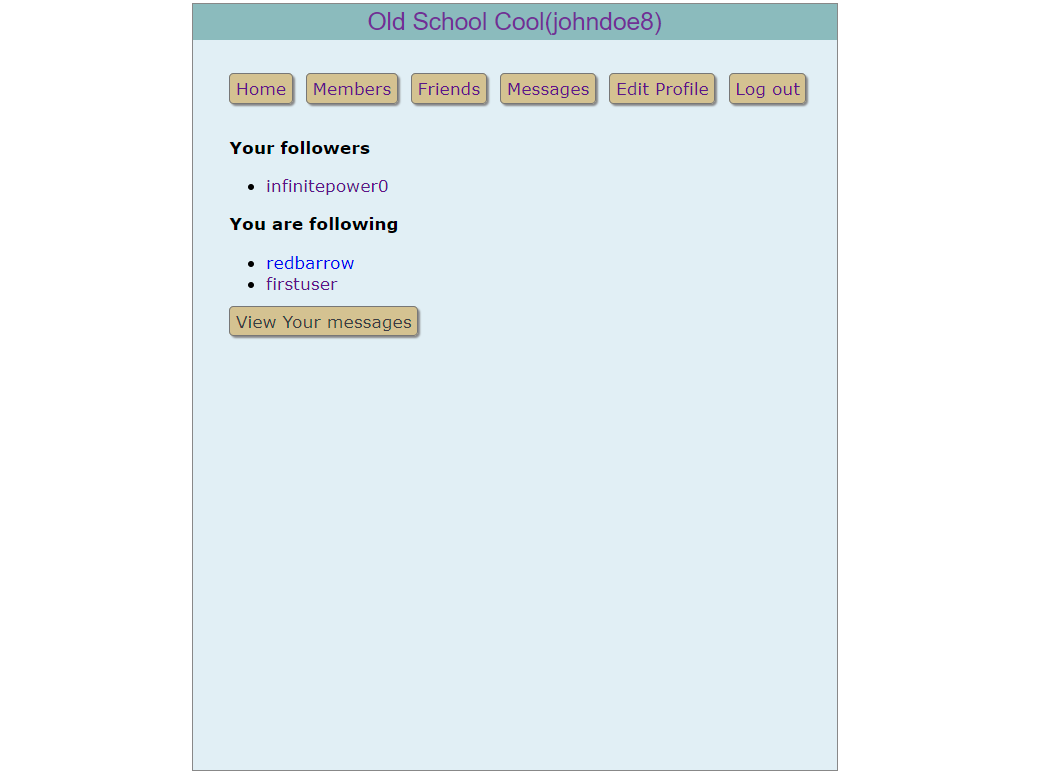 Old School Cool(johndoe8)
Home Members Friends Messages Edit Profile Log out
Your followers
infinitepower0
You are following
redbarrow
firstuser
View Your messages